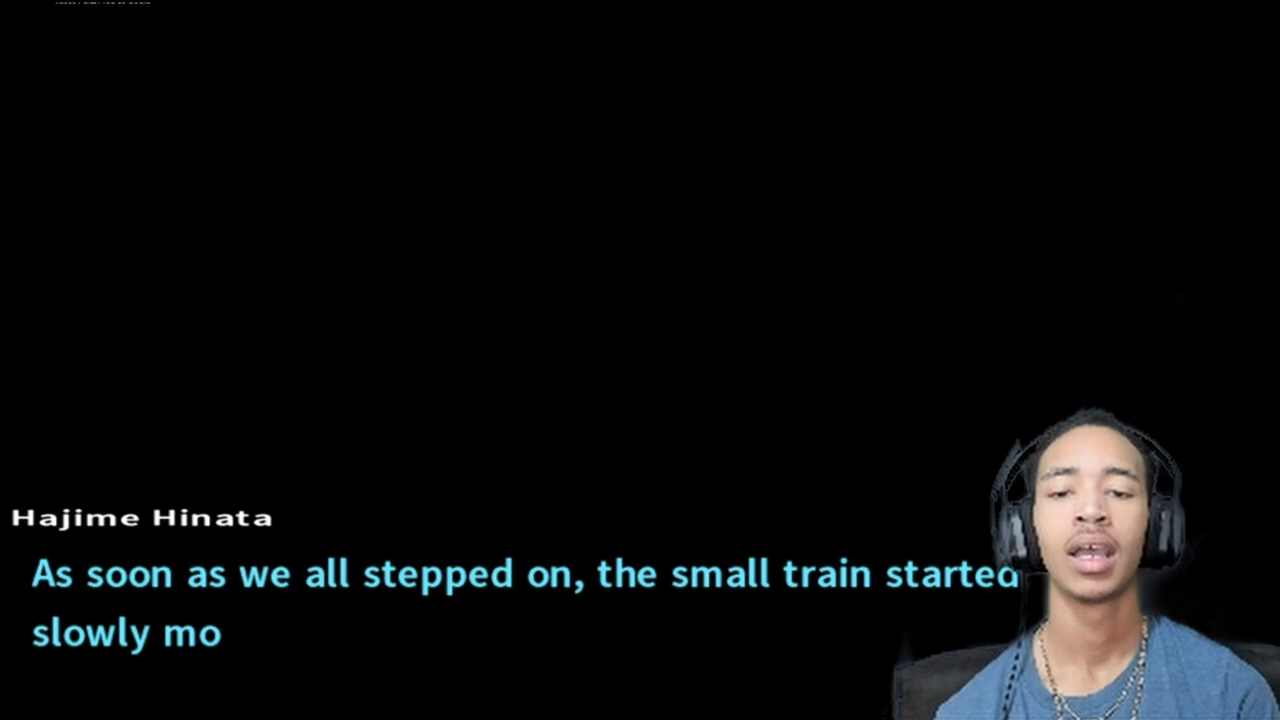 Hajime Hinata
As soon as we all stepped on, the small train started
slowly mo